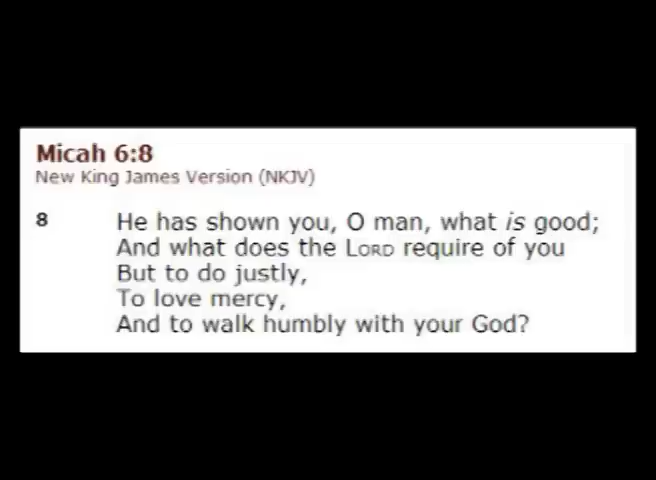 Micah 6:8
New King James Version (NKJV)
8 He has shown you, O man, what is good;
And what does the LORD require of you
But to do justly,
To love mercy,
And to walk humbly with your God?